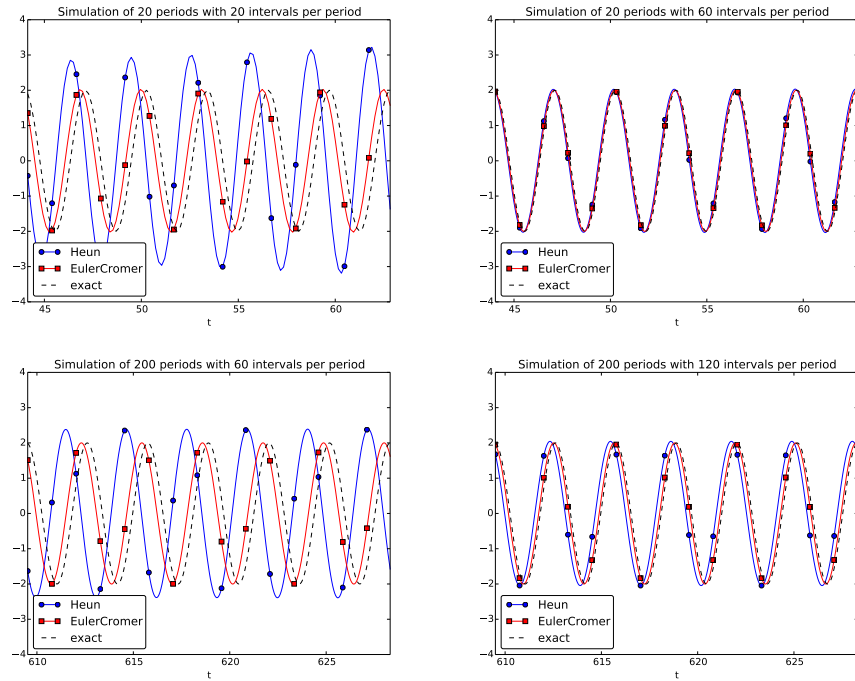 Simulation of 20 periods with 20 intervals per period
4
3
2
1
0
−1
−2
−3
−4
Heun
EulerCromer
exact
45
50
55
60
t
Simulation of 20 periods with 60 intervals per period
4
3
2
1
0
−1
−2
−3
−4
Heun
EulerCromer
exact
45
50
55
60
t
Simulation of 200 periods with 60 intervals per period
4
3
2
1
0
−1
−2
−3
−4
Heun
EulerCromer
exact
610
615
620
625
t
Simulation of 200 periods with 120 intervals per period
4
3
2
1
0
−1
−2
−3
−4
Heun
EulerCromer
exact
610
615
620
625
t